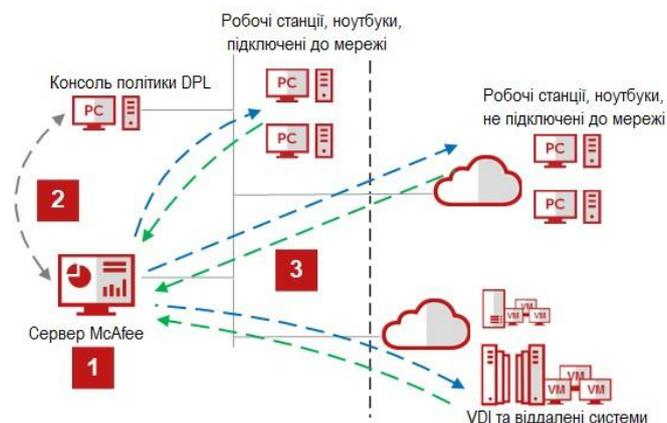 Робочі станції, ноутбуки,
підключені до мережі
Консоль політики DPL
PC
PC
PC
Робочі станції, ноутбуки,
не підключені до мережі
PC
PC
2
3
Сервер McAfee
1
VM
VM
VM
VM
VM
VM
VDI та віддалені системи